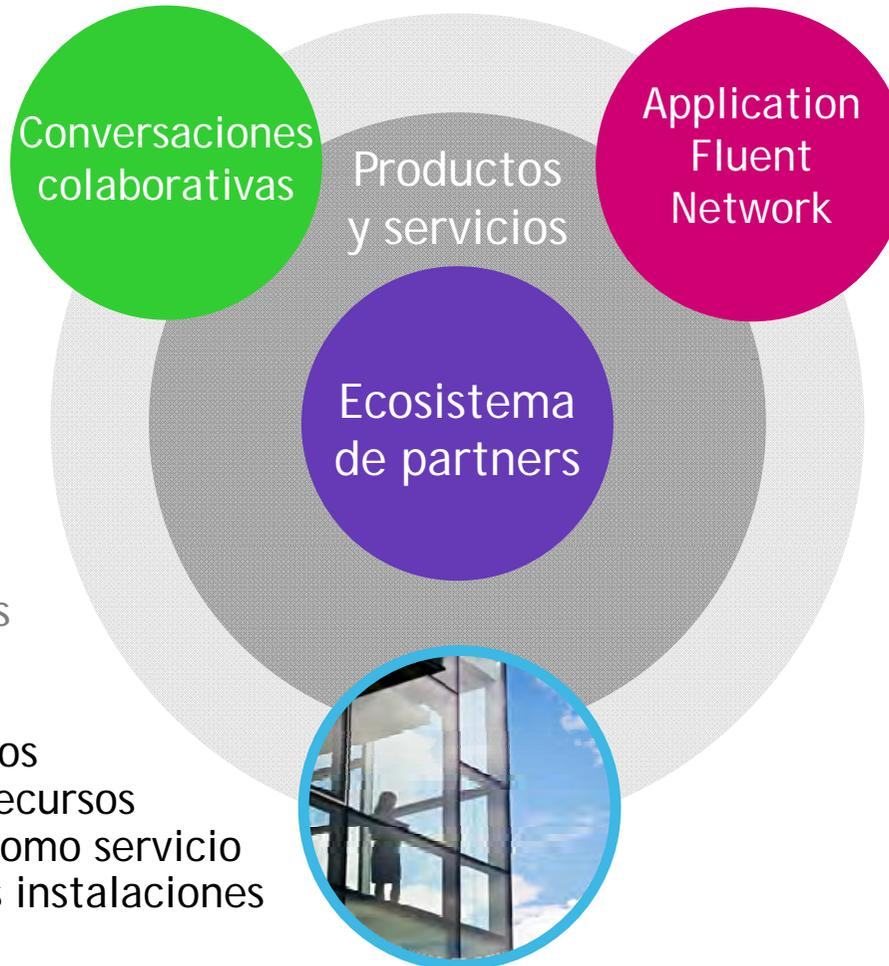 Conversaciones
colaborativas
Application
Fluent
Network
Productos
y servicios
Ecosistema
de partners
s
os
ecursos
omo servicio
s instalaciones